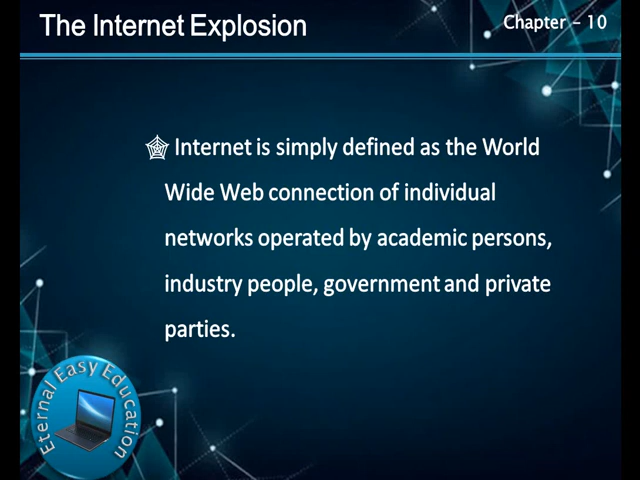 The Internet Explosion
Chapter - 10
Internet is simply defined as the World
Wide Web connection of individual
networks operated by academic persons,
industry people, government and private
parties.
Eternal Easy Education